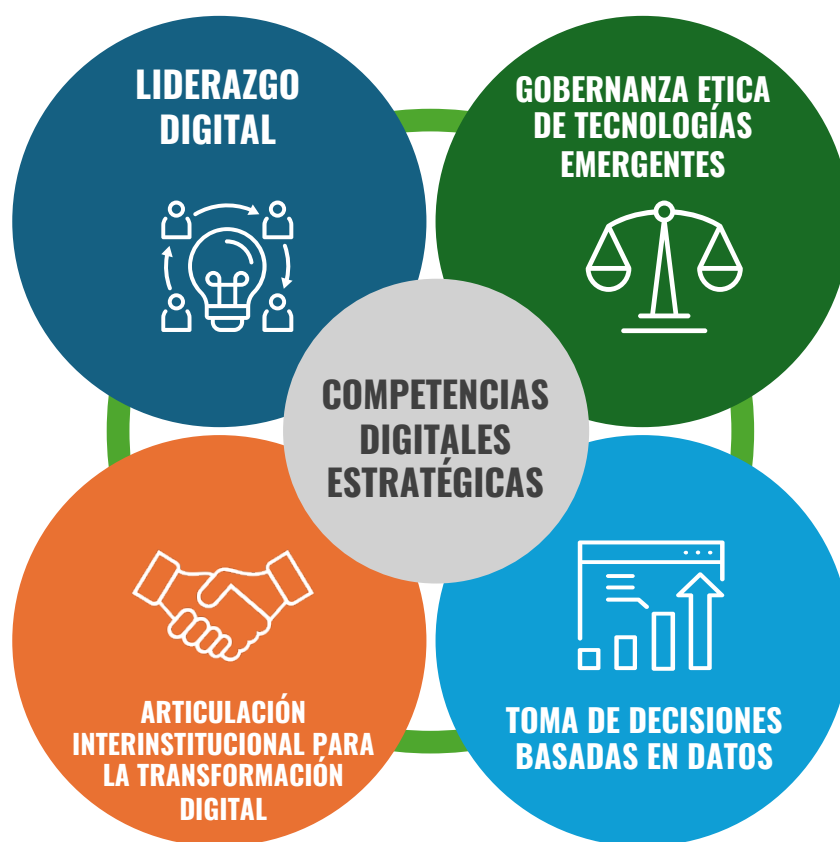 LIDERAZGO
DIGITAL
GOBERNANZA ETICA
DE TECNOLOGÍAS
EMERGENTES
COMPETENCIAS
DIGITALES
ESTRATÉGICAS
ARTICULACIÓN
INTERINSTITUCIONAL PARA
LA TRANSFORMACIÓN
DIGITAL
TOMA DE DECISIONES
BASADAS EN DATOS